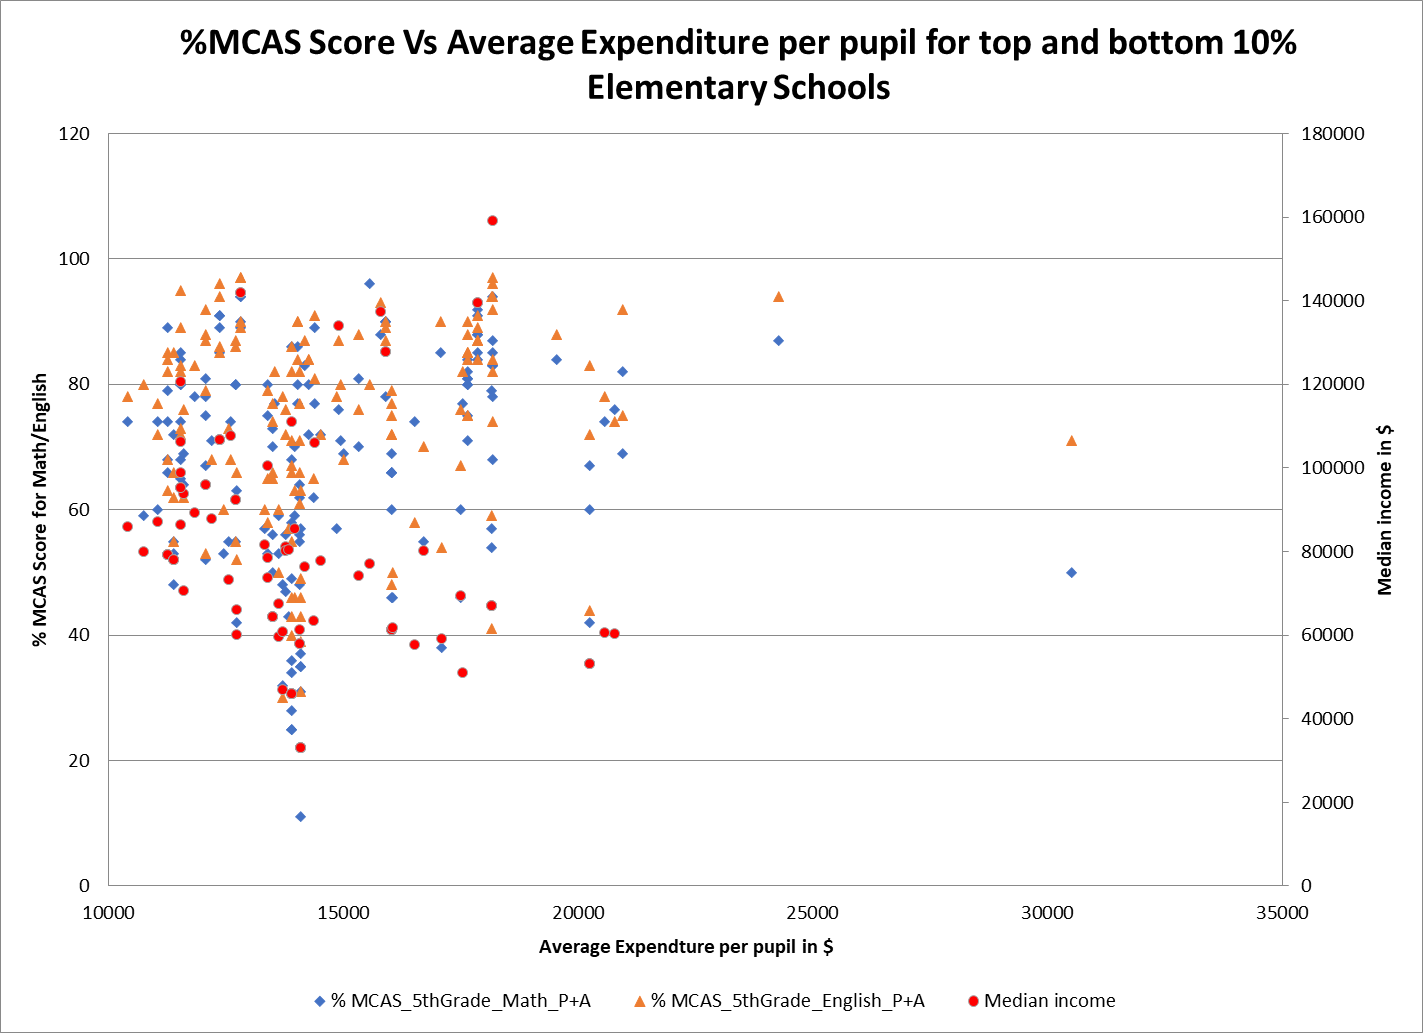 %MCAS Score Vs Average Expenditure per pupil for top and bottom 10%
Elementary Schools
120
100
80
60
40
20
0
% MCAS Score for Math/English
180000
160000
140000
120000
100000
80000
60000
40000
20000
0
Median income in $
10000 15000 20000 25000 30000 35000
Average Expendture per pupil in $
% MCAS_5thGrade_Math_P+A % MCAS_5thGrade_English_P+A Median income